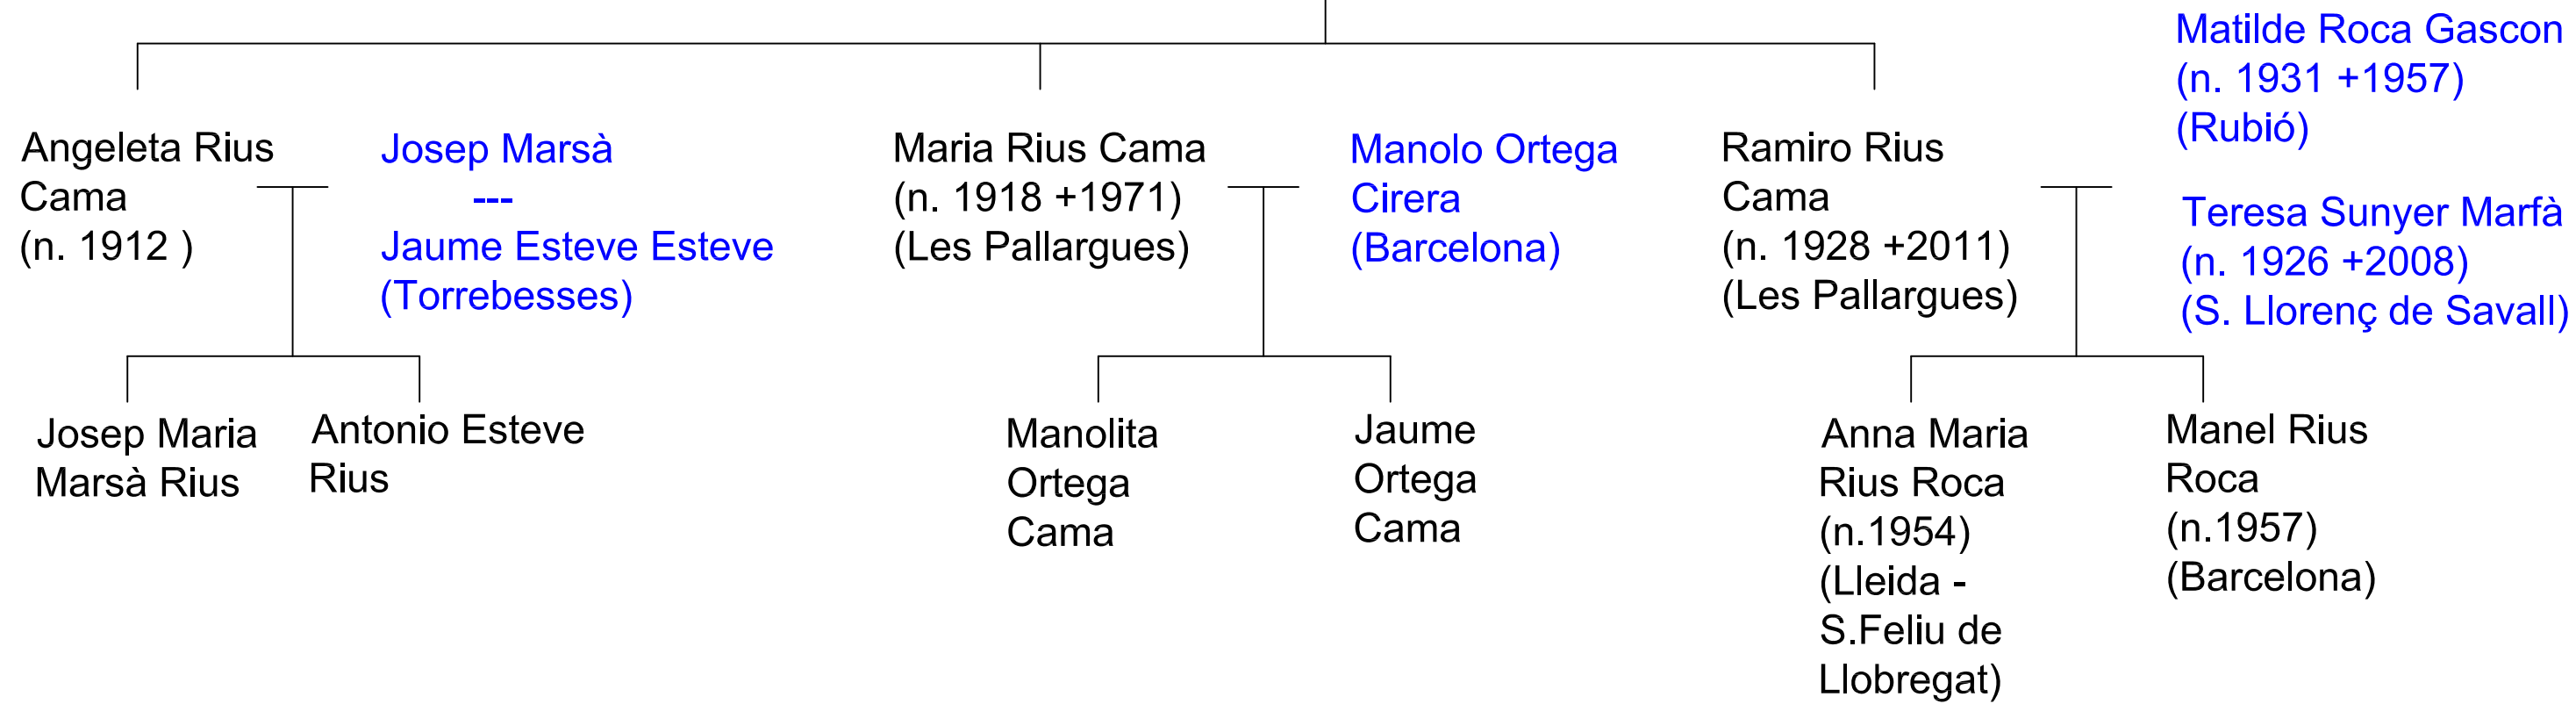 Matilde Roca Gascon
(n. 1931 +1957)
(Rubió)
Angeleta Rius
Cama
(n. 1912 )
Josep Marsà
---
Jaume Esteve Esteve
(Torrebesses)
Maria Rius Cama
(n. 1918 +1971)
(Les Pallargues)
Manolo Ortega
Cirera
(Barcelona)
Ramiro Rius
Cama
(n. 1928 +2011)
(Les Pallargues)
Teresa Sunyer Marfà
(n. 1926 +2008)
(S. Llorenç de Savall)
Josep Maria
Marsà Rius
Antonio Esteve
Rius
Manolita
Ortega
Cama
Jaume
Ortega
Cama
Anna Maria
Rius Roca
(n.1954)
(Lleida -
S.Feliu de
Llobregat)
Manel Rius
Roca
(n.1957)
(Barcelona)